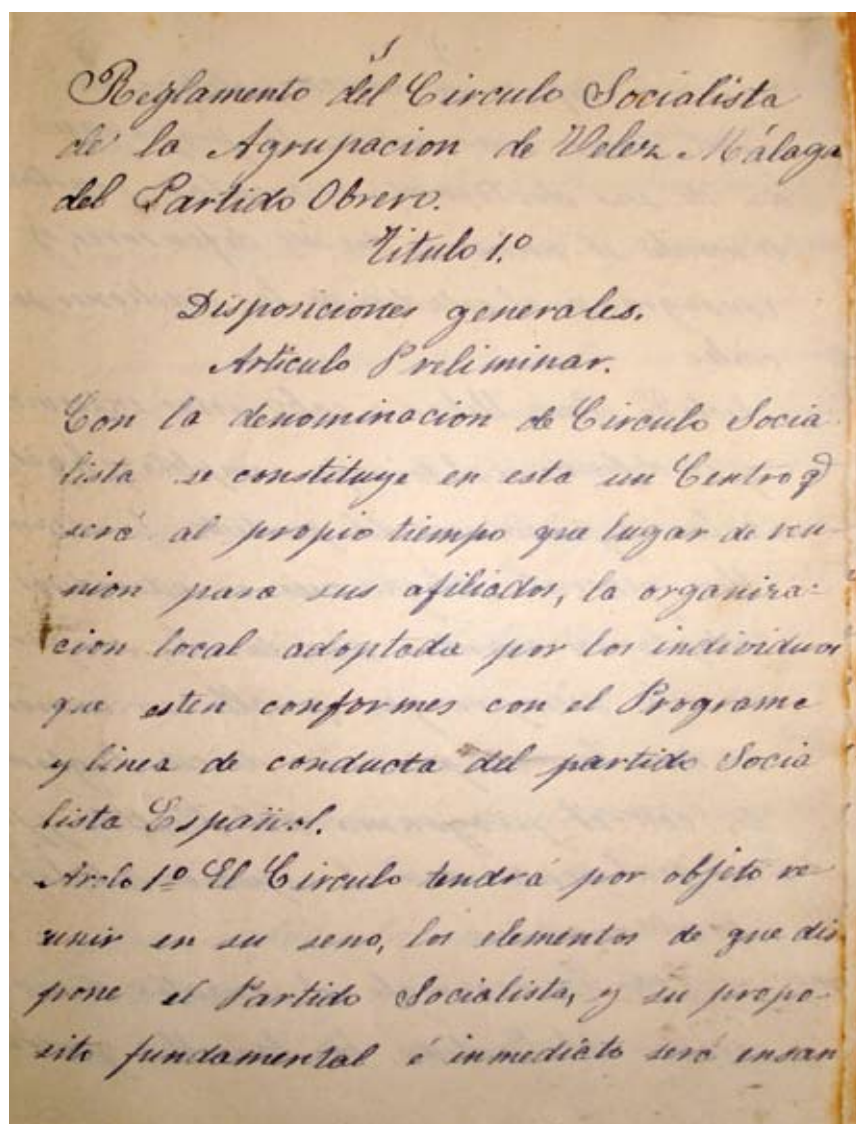 Reglamento del Circulo Socialista
de la Agrupacion de Velez Málaga
del Partido Obrero.
Titulo 1.º
Disposiciones generales.
Artículo Preliminar.
Con la denominacion de Circulo Socia
lista se constituye en esta un Centro q
será al propio tiempo que lugar de reu-
nion para sus afiliados, la organiza-
cion local adoptada por los individuos
que esten conformes con el Programa
y linea de conducta del partido Socia
lista Español.
Artlo 1º El Circulo tendrá por objeto re
unir en su seno, los elementos de que dis
pone el Partido Socialista, y su propo-
sito fundamental é inmediato será ensan